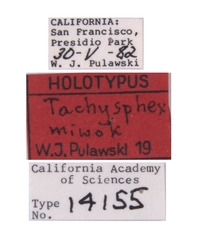 CALIFORNIA:
San Francisco,
Presidio Park
30-V-82
W. J. Pulawski
HOLOTYPUS
Tachysphex
miwok
W.J. Pulawski 19
California Academy
of Sciences
Type
No. 14155